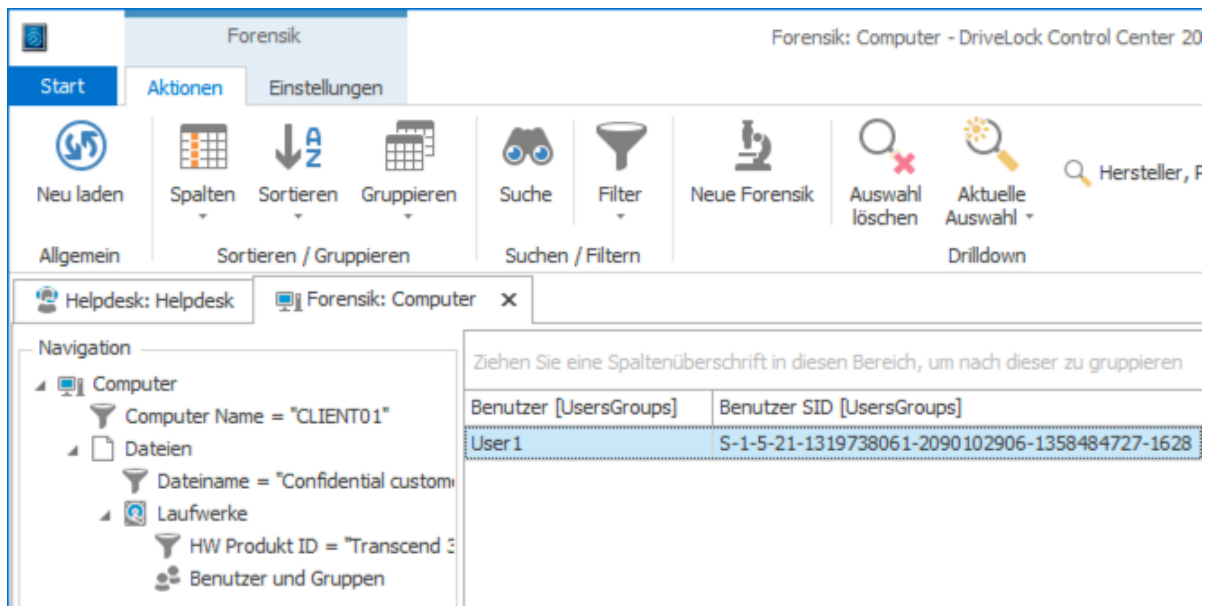 Forensik
Forensik: Computer - DriveLock Control Center 20
Start Aktionen Einstellungen
Neu laden Spalten Sortieren Gruppieren Suche Filter Neue Forensik Auswahl löschen Aktuelle Auswahl Hersteller,
Allgemein Sortieren / Gruppieren Suchen / Filtern Drilldown
Helpdesk: Helpdesk Forensik: Computer
Navigation
Ziehen Sie eine Spaltenüberschrift in diesen Bereich, um nach dieser zu gruppieren
Computer
Computer Name = "CLIENT01"
Benutzer [UsersGroups] Benutzer SID [UsersGroups]
User1 S-1-5-21-1319738061-2090102906-1358484727-1628
Dateien
Dateiname = "Confidential custom
Laufwerke
HW Produkt ID = "Transcend 3
Benutzer und Gruppen